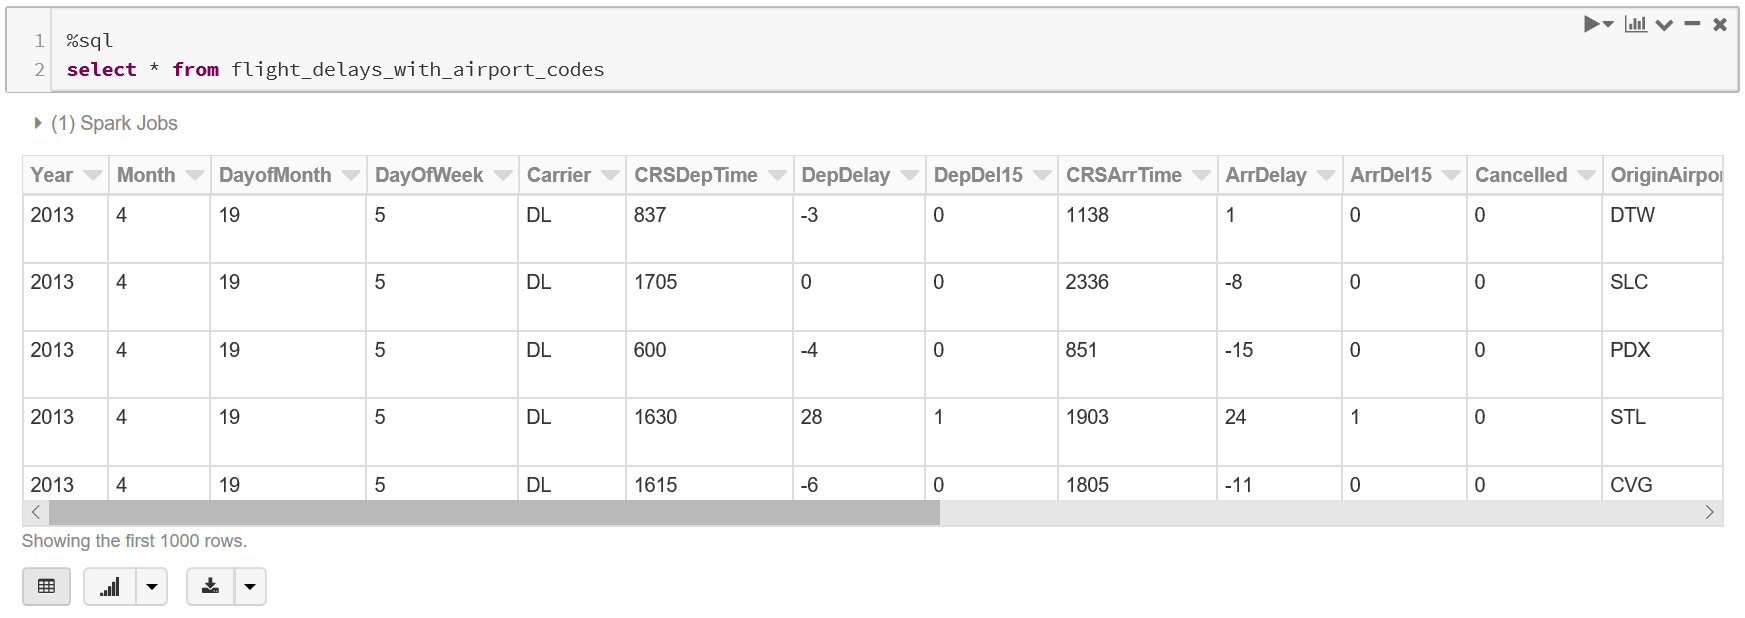 1 %sql
2 select * from flight_delays_with_airport_codes
(1) Spark Jobs
Year Month DayofMonth DayOfWeek Carrier CRSDepTime DepDelay DepDel15 CRSArrTime ArrDelay ArrDel15 Cancelled OriginAirpor
2013 4 19 5 DL 837 -3 0 1138 1 0 0 DTW
2013 4 19 5 DL 1705 0 0 2336 -8 0 0 SLC
2013 4 19 5 DL 600 -4 0 851 -15 0 0 PDX
2013 4 19 5 DL 1630 28 1 1903 24 1 0 STL
2013 4 19 5 DL 1615 -6 0 1805 -11 0 0 CVG
Showing the first 1000 rows.